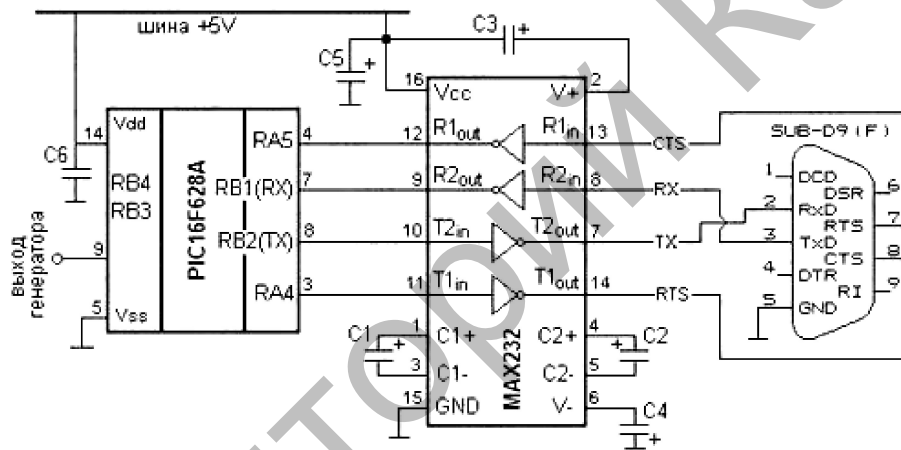 шина +5V
C3
+
C5
+
16
2
Vcc
V+
14
Vdd
RA5
4
12
R1out
R1in
13
CTS
SUB-D9 (F)
C6
RB4
RB3
RB1(RX)
7
9
R2out
R2in
8
RX
1
DCD
DSR
6
2
RxD
RTS
7
PIC16F628A
RB2(TX)
8
10
T2in
T2out
7
TX
3
TxD
CTS
8
выход
генератора
9
4
DTR
RI
9
RA4
3
11
T1in
T1out
14
RTS
5
GND
5
Vss
C1
+
1
C1+
C2+
4
C2
+
3
C1-
C2-
5
MAX232
15
GND
V-
6
C4
+